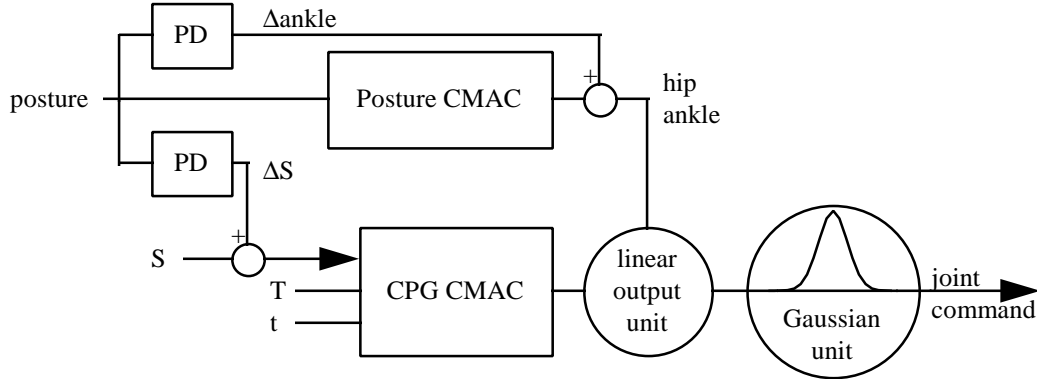 PD
Δankle
+
posture
Posture CMAC
hip
ankle
PD
ΔS
+
S
T
t
CPG CMAC
linear
output
unit
Gaussian
unit
joint
command